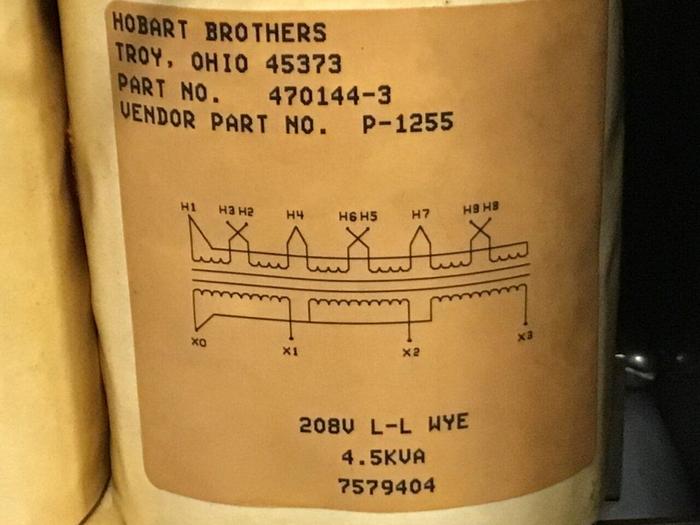 HOBART BROTHERS
TROY, OHIO 45373
PART NO. 470144-3
VENDOR PART NO. P-1255
H1 H3 H2 H4 H6 H5 H7 H9 H8
X0 X1 X2 X3
208V L-L WYE
4.5KVA
7579404